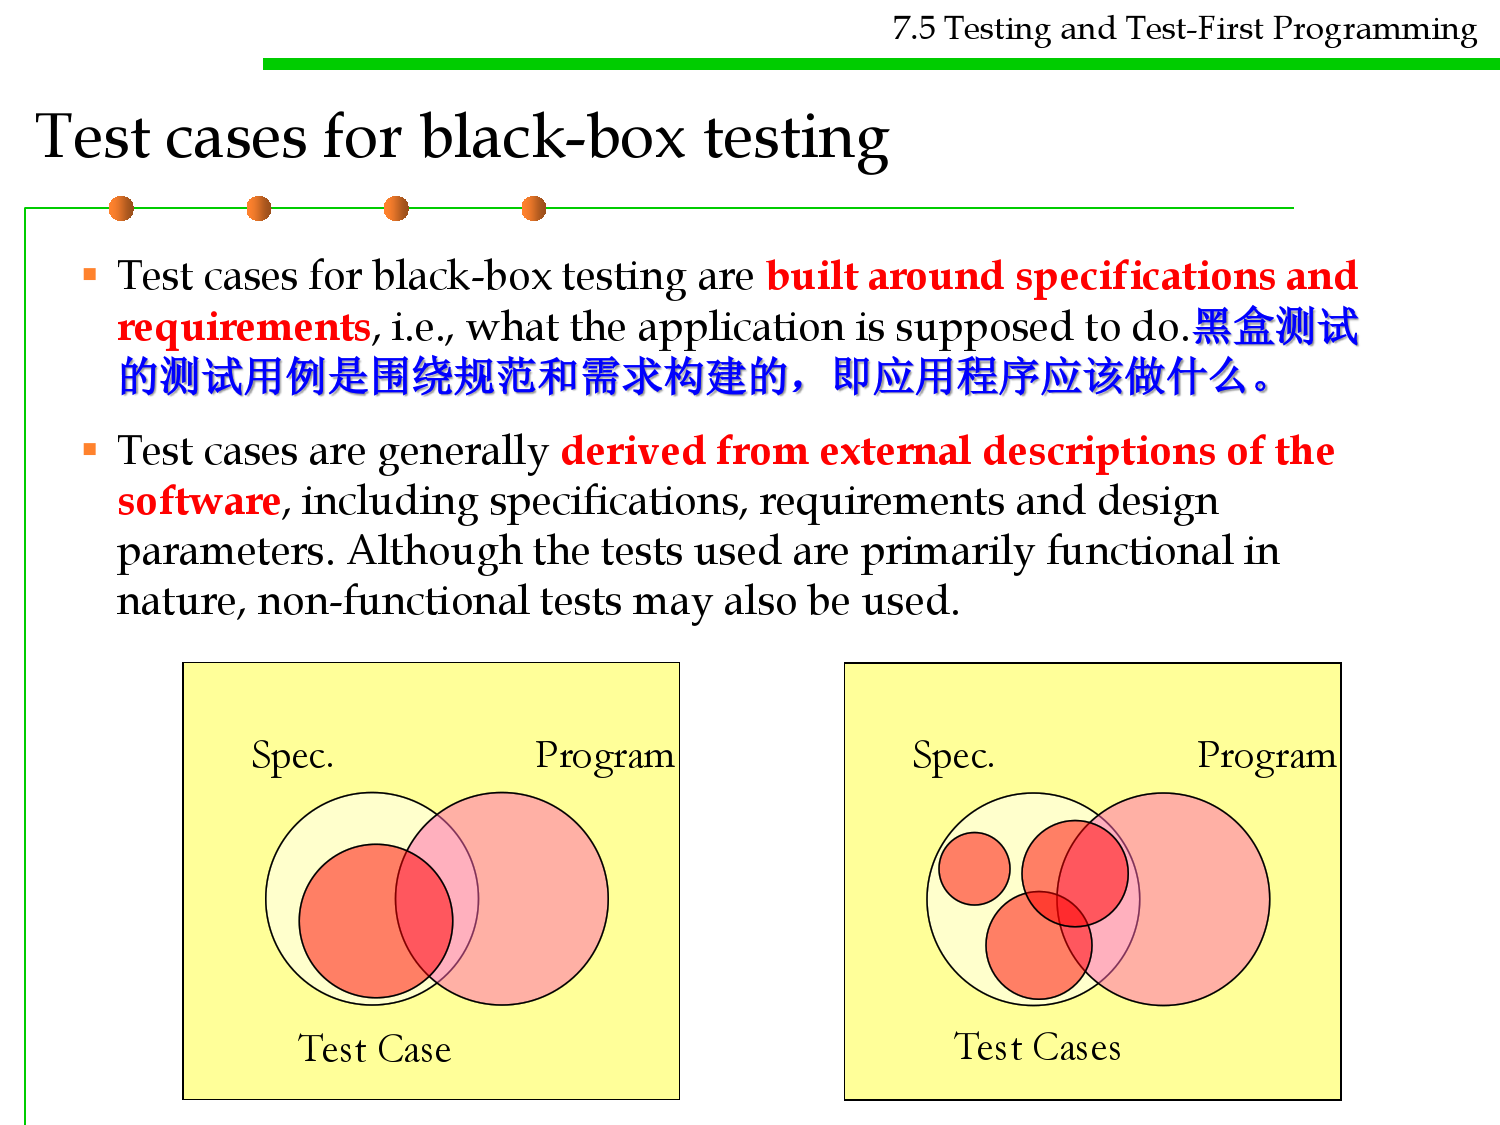 7.5 Testing and Test-First Programming
Test cases for black-box testing
Test cases for black-box testing are built around specifications and
requirements, i.e., what the application is supposed to do.黑盒测试
的测试用例是围绕规范和需求构建的，即应用程序应该做什么。
Test cases are generally derived from external descriptions of the
software, including specifications, requirements and design
parameters. Although the tests used are primarily functional in
nature, non-functional tests may also be used.
Spec. Program
Test Case
Spec. Program
Test Cases